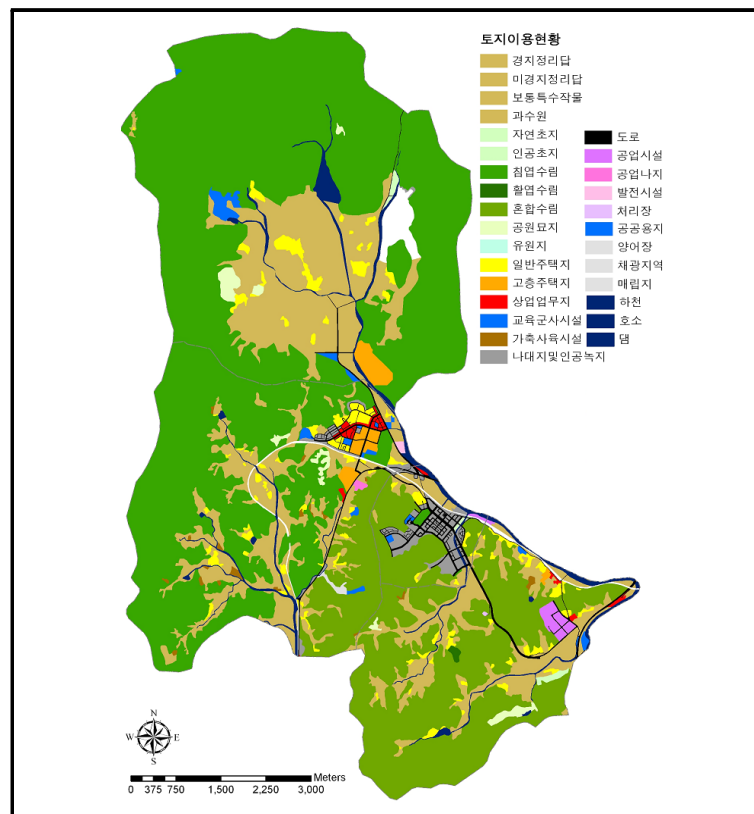 토지이용현황
경지정리답
미경지정리답
보통특수작물
과수원
자연초지
인공초지
침엽수림
활엽수림
혼합수림
공원묘지
유원지
일반주택지
고층주택지
상업업무지
교육군사시설
가축사육시설
나대지및인공녹지
도로
공업시설
공업나지
발전시설
처리장
공공용지
양어장
채광지역
매립지
하천
호소
댐
N
W E
S
Meters
0 375 750 1,500 2,250 3,000